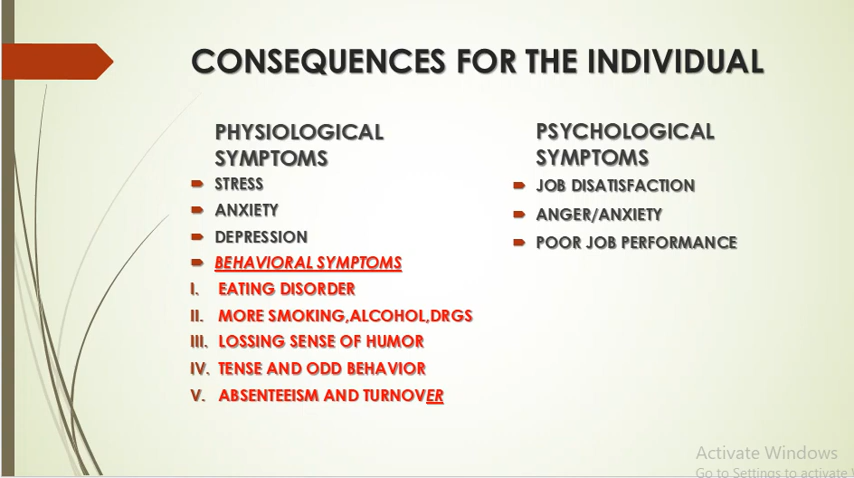 CONSEQUENCES FOR THE INDIVIDUAL
PHYSIOLOGICAL
SYMPTOMS
STRESS
ANXIETY
DEPRESSION
BEHAVIORAL SYMPTOMS
I. EATING DISORDER
II. MORE SMOKING,ALCOHOL,DRGS
III. LOSSING SENSE OF HUMOR
IV. TENSE AND ODD BEHAVIOR
V. ABSENTEEISM AND TURNOVER
PSYCHOLOGICAL
SYMPTOMS
JOB DISATISFACTION
ANGER/ANXIETY
POOR JOB PERFORMANCE
Activate Windows
Go to Settings to activate